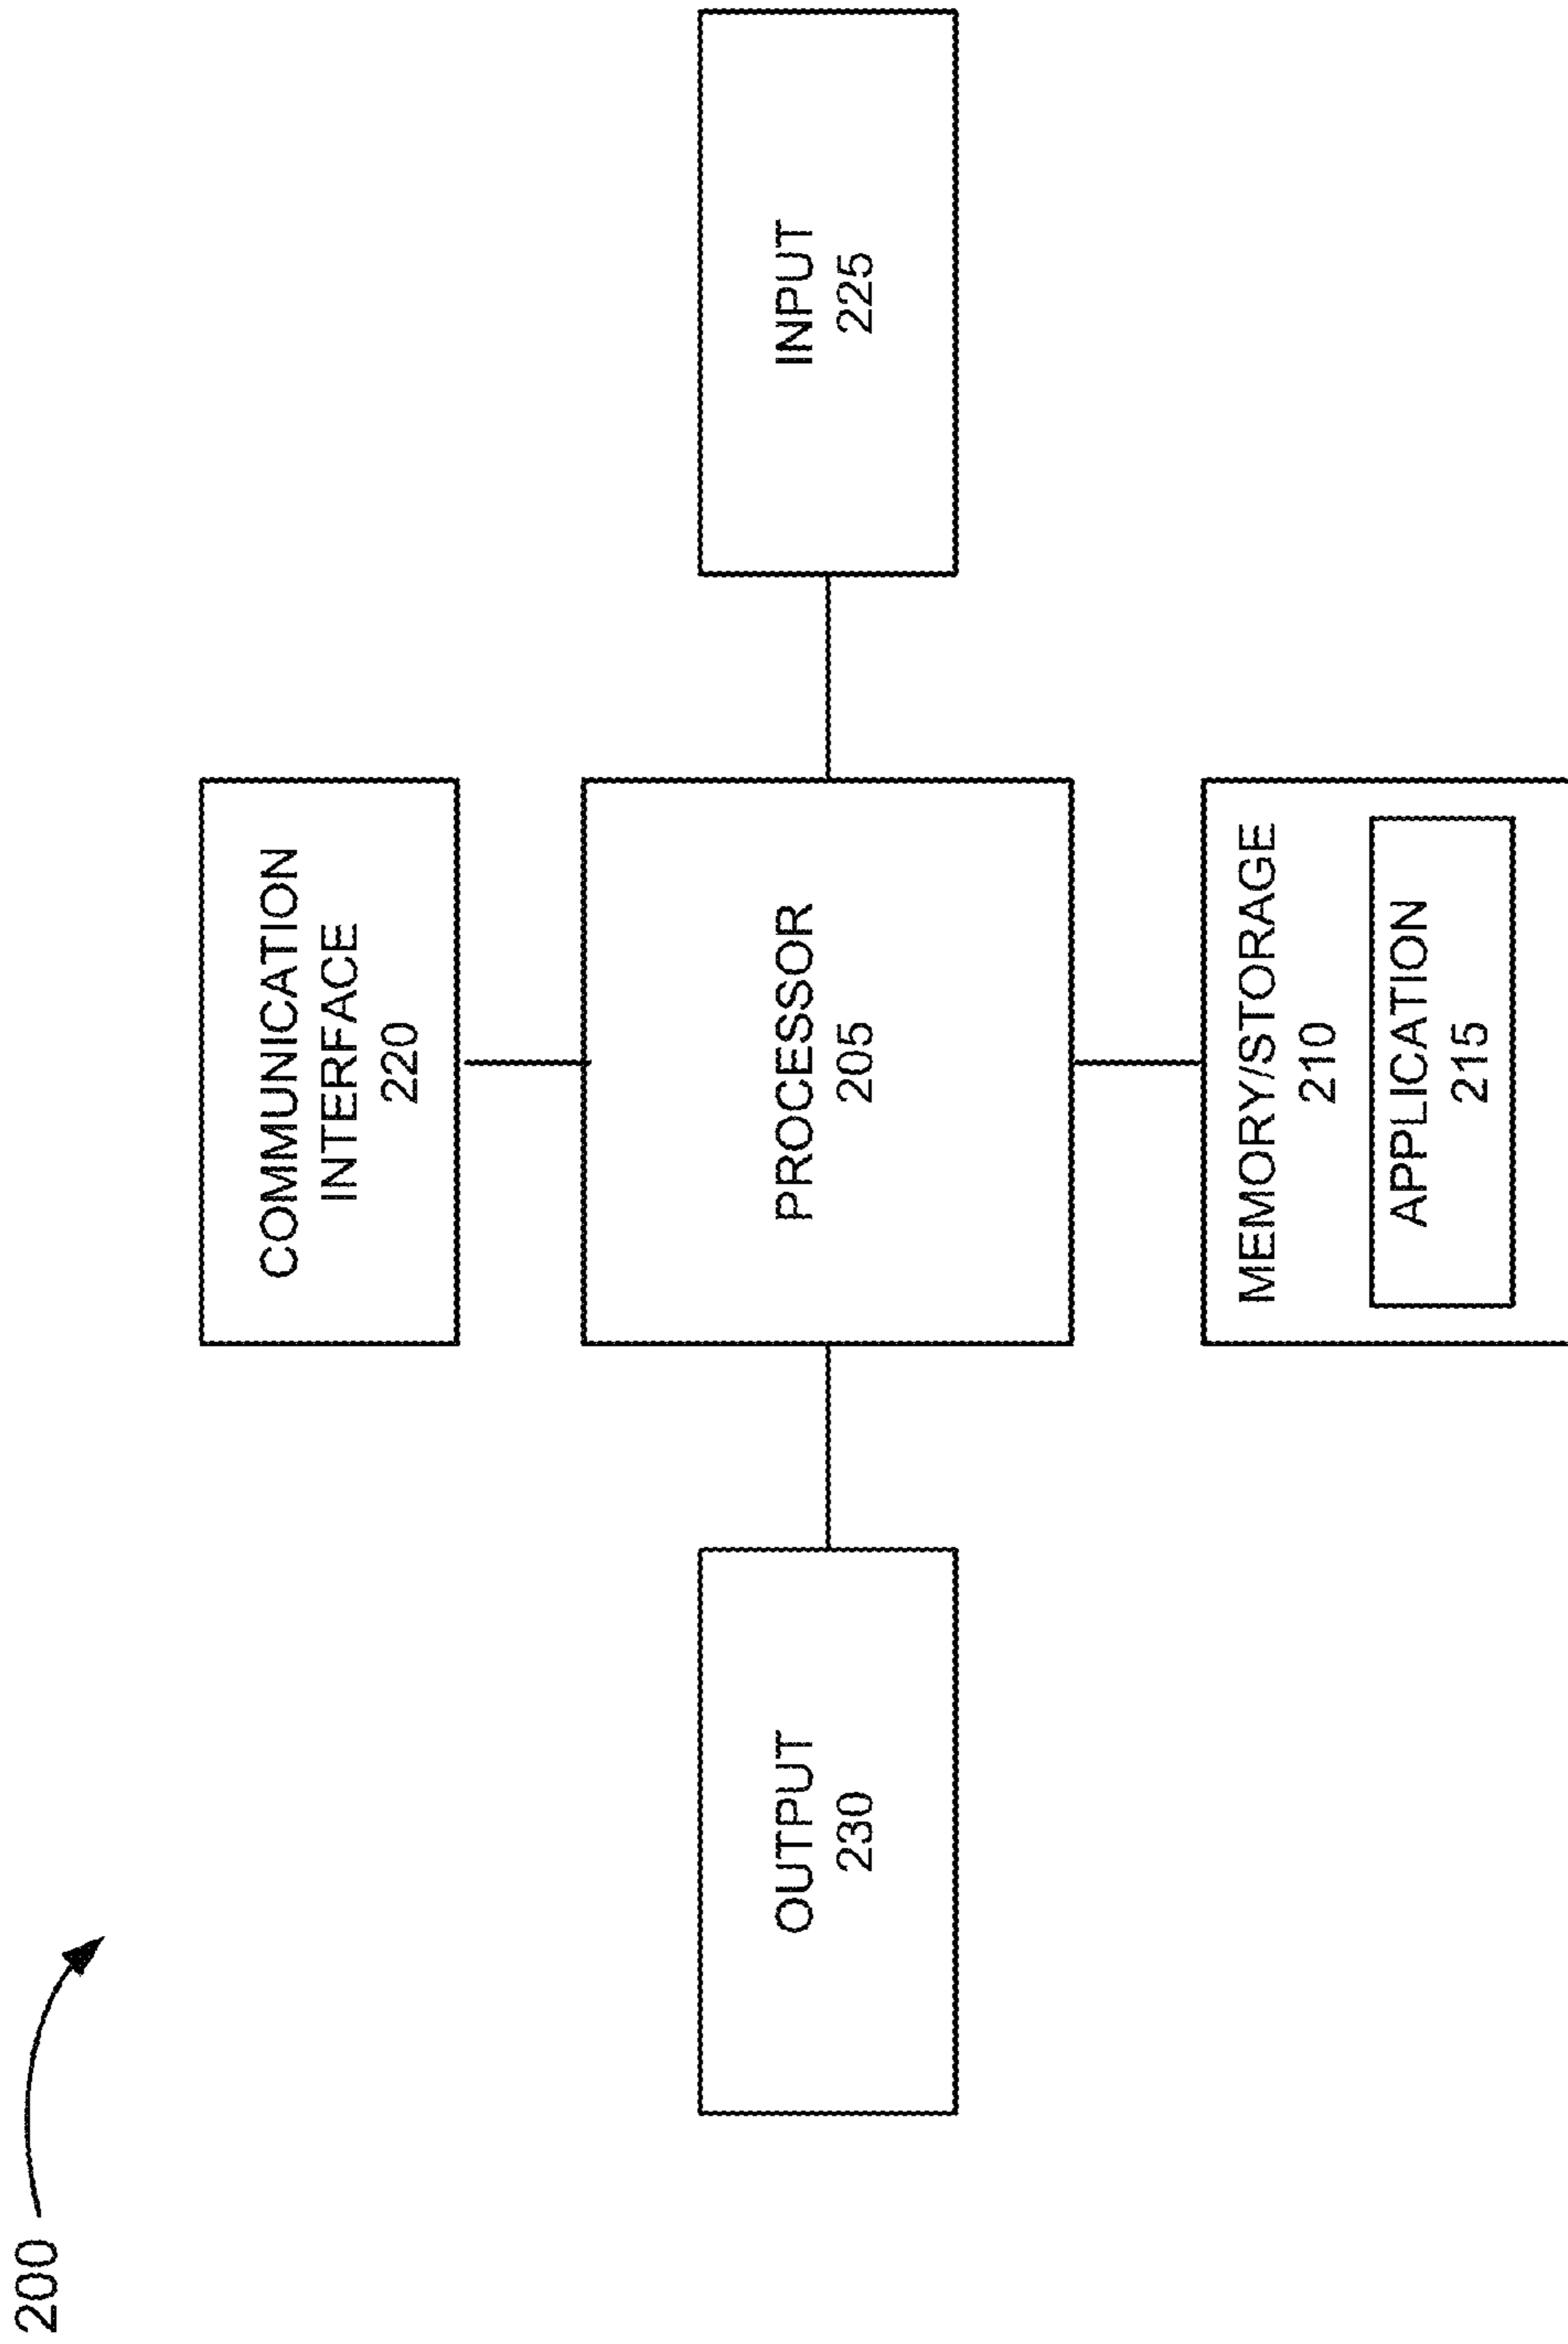 200
COMMUNICATION
INTERFACE
220
OUTPUT
230
PROCESSOR
205
INPUT
225
MEMORY/STORAGE
210
APPLICATION
215